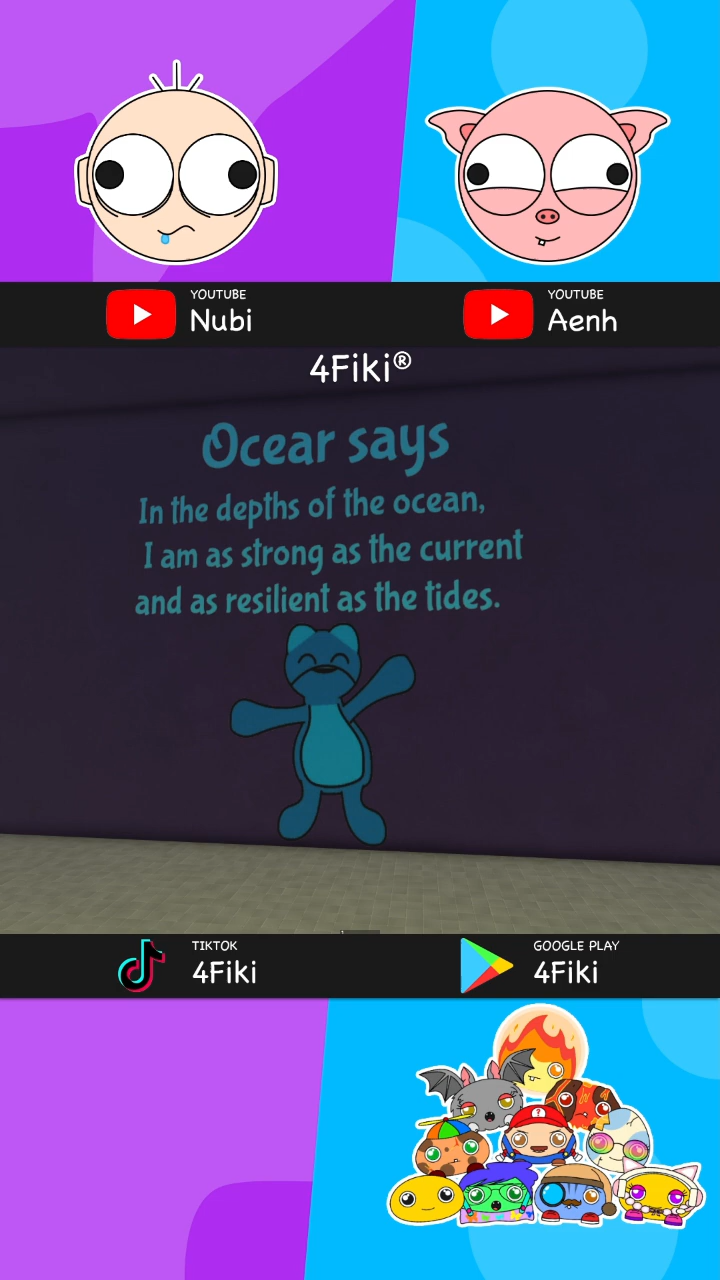 YOUTUBE
Nubi
YOUTUBE
Aenh
4Fiki®
Ocear says
In the depths of the ocean,
I am as strong as the current
and as resilient as the tides.
TIKTOK
4Fiki
GOOGLE PLAY
4Fiki
?